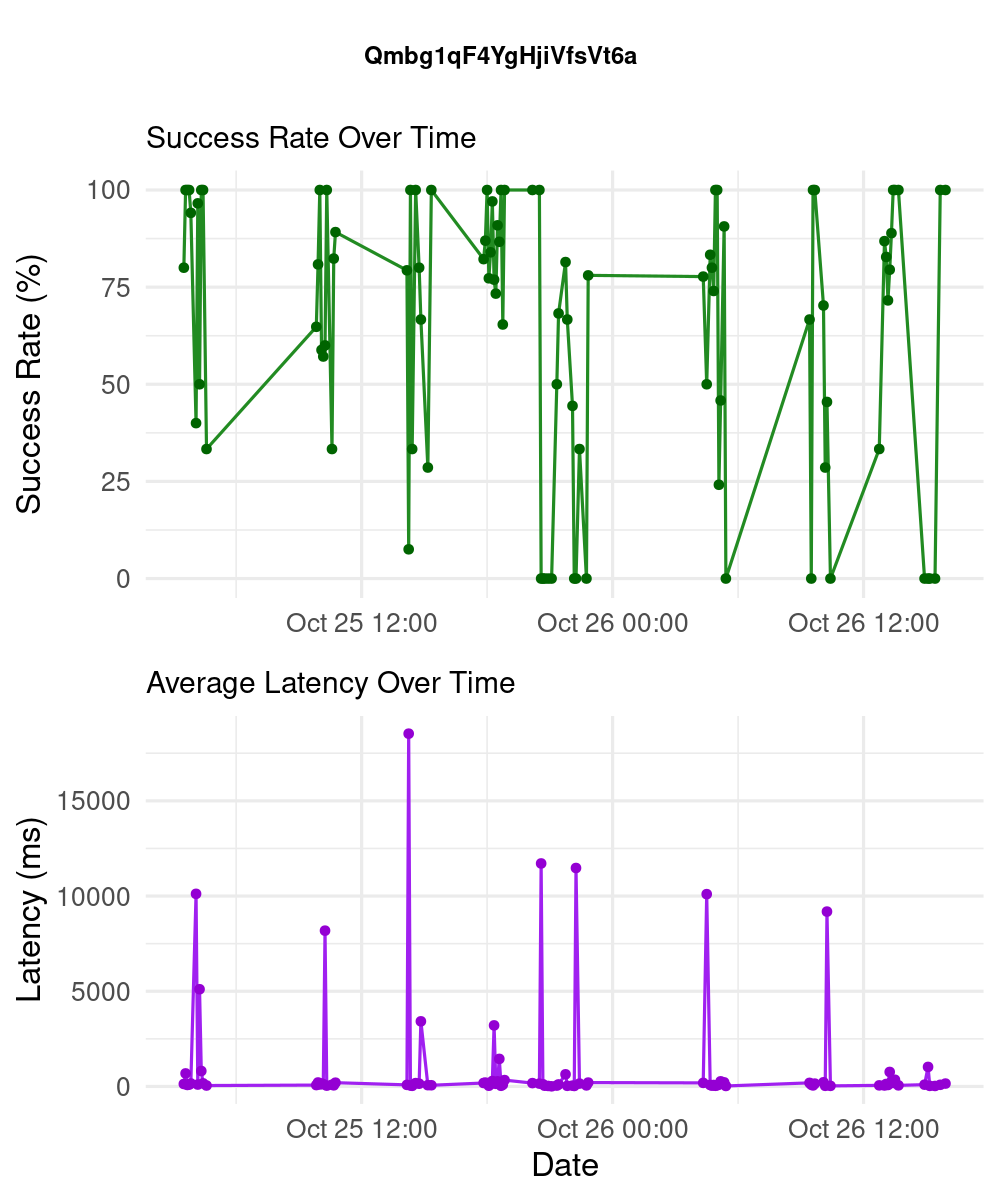 Qmbg1qF4YgHjiVfsVt6a
Success Rate Over Time
Success Rate (%)
100
75
50
25
0
Oct 25 12:00
Oct 26 00:00
Oct 26 12:00
Average Latency Over Time
Latency (ms)
15000
10000
5000
0
Oct 25 12:00
Oct 26 00:00
Oct 26 12:00
Date